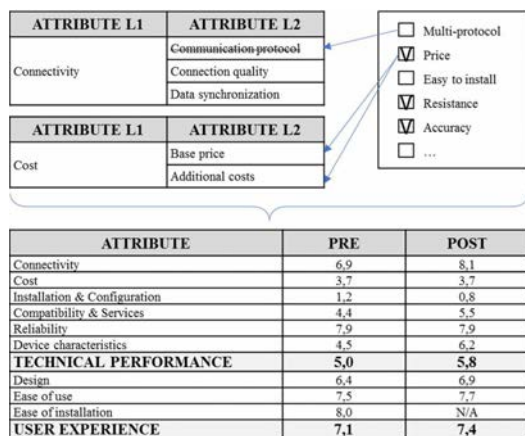 ATTRIBUTE L1 ATTRIBUTE L2
Connectivity
Communication protocol
Connection quality
Data synchronization
ATTRIBUTE L1 ATTRIBUTE L2
Cost
Base price
Additional costs
Multi-protocol
V Price
Easy to install
V Resistance
V Accuracy
...
ATTRIBUTE PRE POST
Connectivity 6,9 8,1
Cost 3,7 3,7
Installation & Configuration 1,2 0,8
Compatibility & Services 4,4 5,5
Reliability 7,9 7,9
Device characteristics 4,5 6,2
TECHNICAL PERFORMANCE 5,0 5,8
Design 6,4 6,9
Ease of use 7,5 7,7
Ease of installation 8,0 N/A
USER EXPERIENCE 7,1 7,4